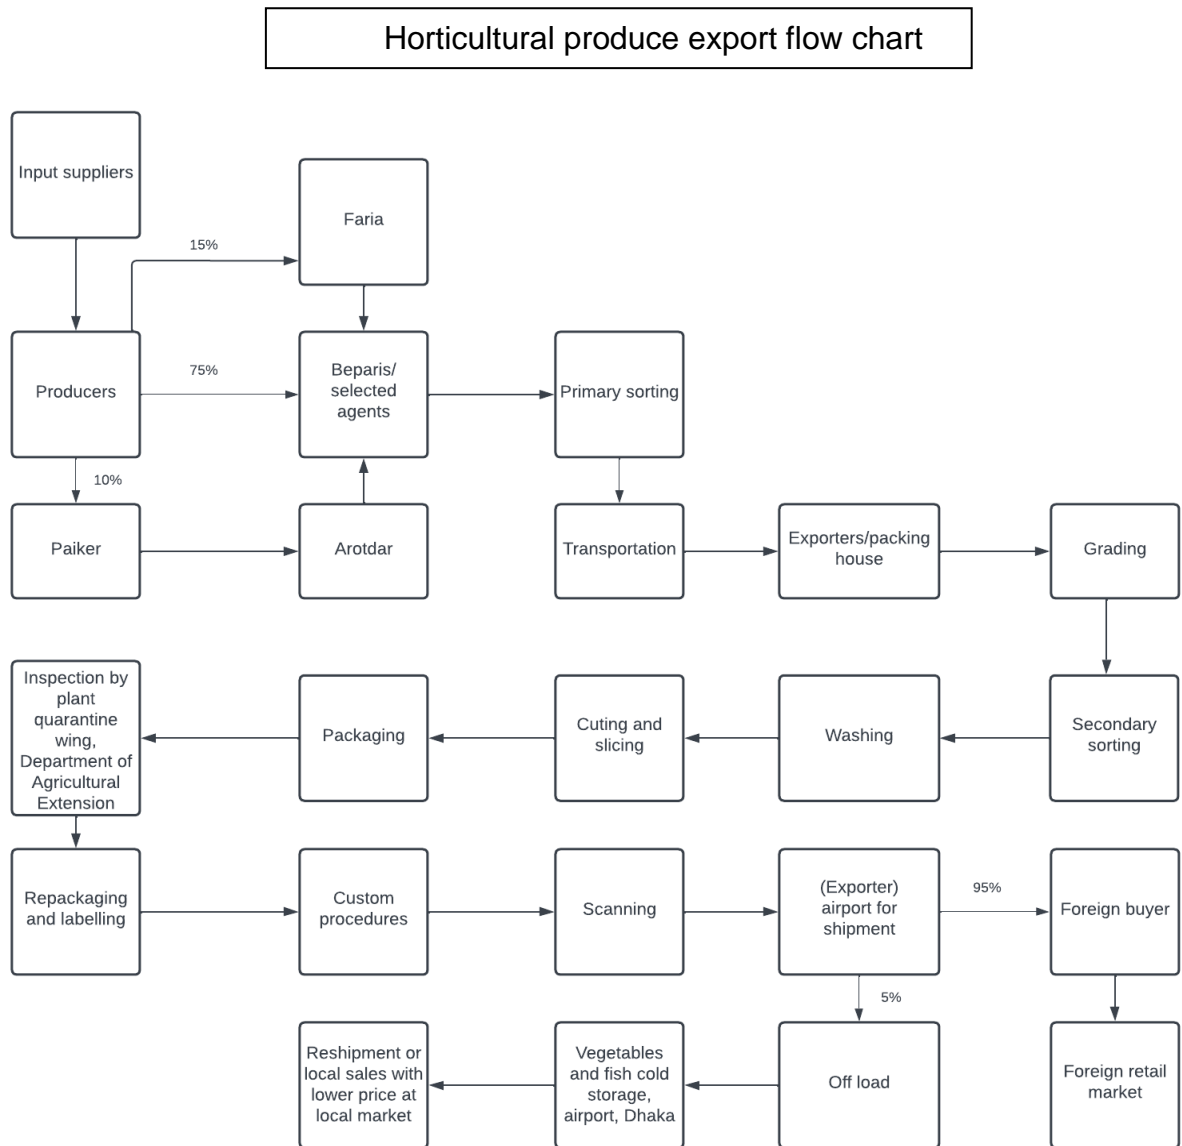 Horticultural produce export flow chart
Input suppliers
Faria
15%
Producers
75%
Beparis/
selected
agents
Primary sorting
10%
Paiker
Arotdar
Transportation
Exporters/packing
house
Grading
Inspection by
plant
quarantine
wing,
Department of
Agricultural
Extension
Packaging
Cuting and
slicing
Washing
Secondary
sorting
Repackaging
and labelling
Custom
procedures
Scanning
(Exporter)
airport for
shipment
95%
Foreign buyer
5%
Reshipment or
local sales with
lower price at
local market
Vegetables
and fish cold
storage,
airport, Dhaka
Off load
Foreign retail
market